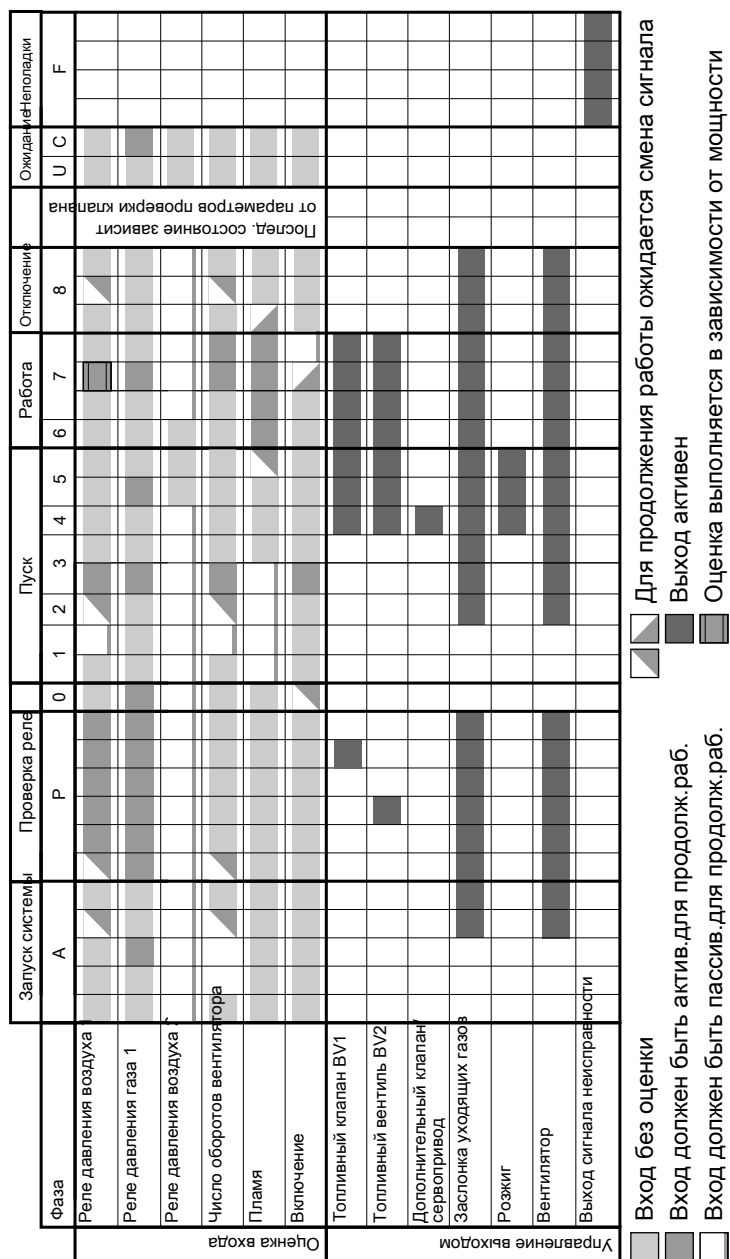 Запуск системы
Проверка реле
Пуск
Работа
Отключение
Ожидание
Неполадки
Фаза
A
P
0
1
2
3
4
5
6
7
8
U
C
F
Оценка входа
Реле давления воздуха
Реле давления газа 1
Реле давления воздуха 2
Число оборотов вентилятора
Пламя
Включение
Послед. состояние зависит
от параметров проверки клапана
Управление выходом
Топливный клапан BV1
Топливный вентиль BV2
Дополнительный клапан/
сервопривод
Заслонка уходящих газов
Розжиг
Вентилятор
Выход сигнала неисправности
Вход без оценки
Вход должен быть актив.для продолж.раб.
Вход должен быть пассив.для продолж.раб.
Для продолжения работы ожидается смена сигнала
Выход активен
Оценка выполняется в зависимости от мощности